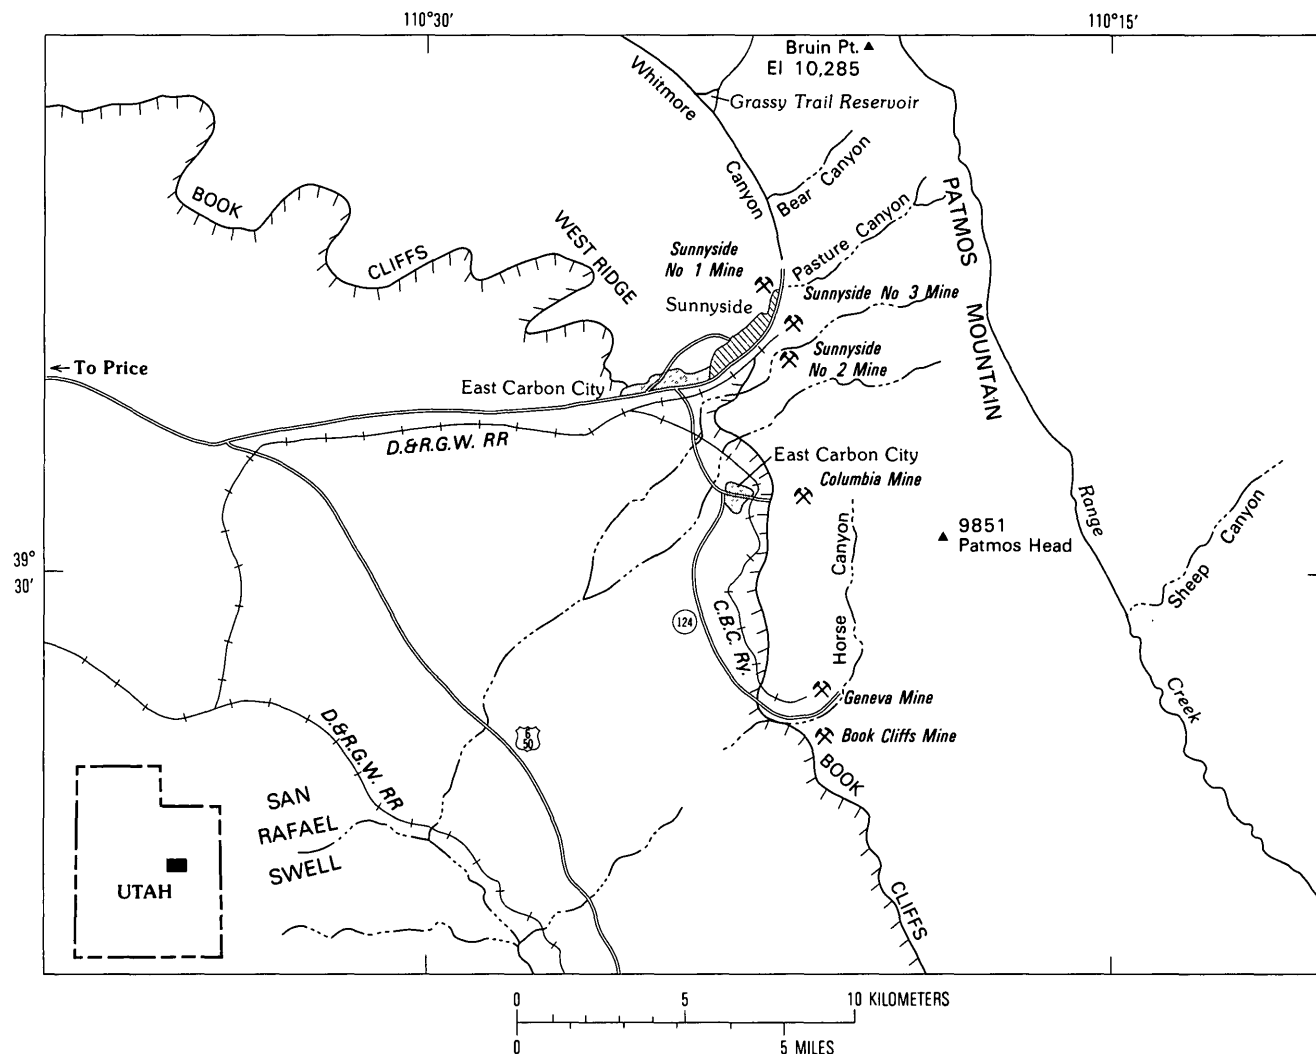 110°30′
110°15′
Bruin Pt.
El 10,285
Whitmore
Canyon
Grassy Trail Reservoir
Bear Canyon
Pasture Canyon
PATMOS
MOUNTAIN
BOOK
CLIFFS
WEST RIDGE
Sunnyside
No 1 Mine
Sunnyside
Sunnyside No 3 Mine
Sunnyside
No 2 Mine
To Price
East Carbon City
D.&R.G.W. RR
East Carbon City
Columbia Mine
9851
Patmos Head
Range
Creek
Sheep Canyon
39°
30′
Horse Canyon
124
C.B.C. Ry.
Geneva Mine
Book Cliffs Mine
6
50
D.&R.G.W. RR
SAN
RAFAEL
SWELL
BOOK
CLIFFS
UTAH
0 5 10 KILOMETERS
0 5 MILES